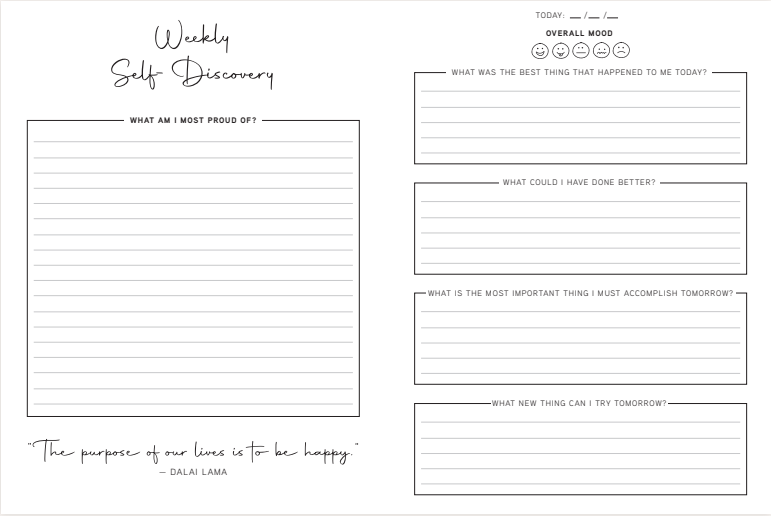 Weekly
Self- Discovery
WHAT AM I MOST PROUD OF?
"The purpose of our lives is to be happy."
— DALAI LAMA
TODAY: __ /__ /__
OVERALL MOOD
WHAT WAS THE BEST THING THAT HAPPENED TO ME TODAY?
WHAT COULD I HAVE DONE BETTER?
WHAT IS THE MOST IMPORTANT THING I MUST ACCOMPLISH TOMORROW?
WHAT NEW THING CAN I TRY TOMORROW?